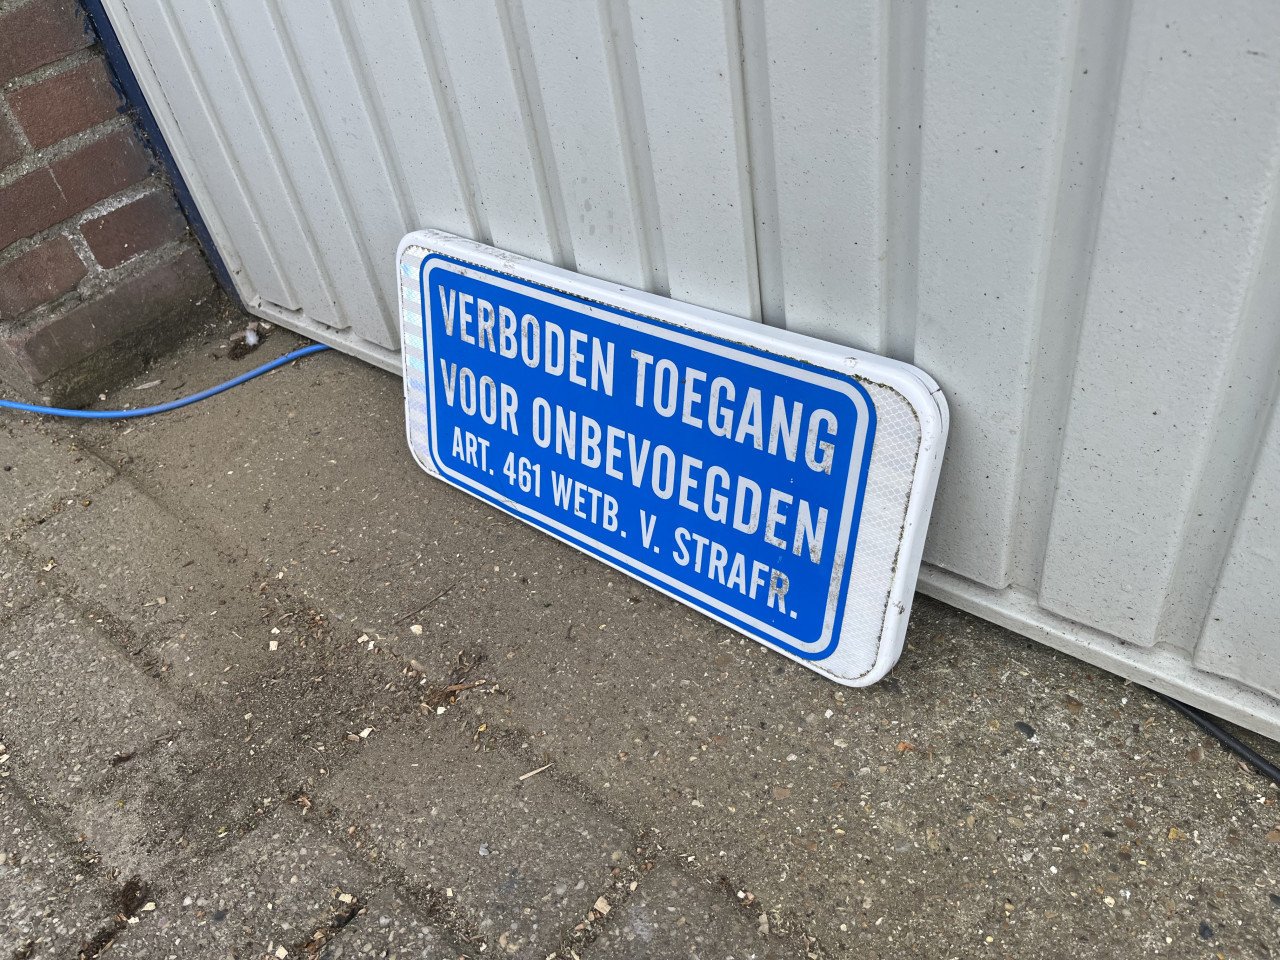 VERBODEN TOEGANG
VOOR ONBEVOEGDEN
ART. 461 WETB. V. STRAFR.